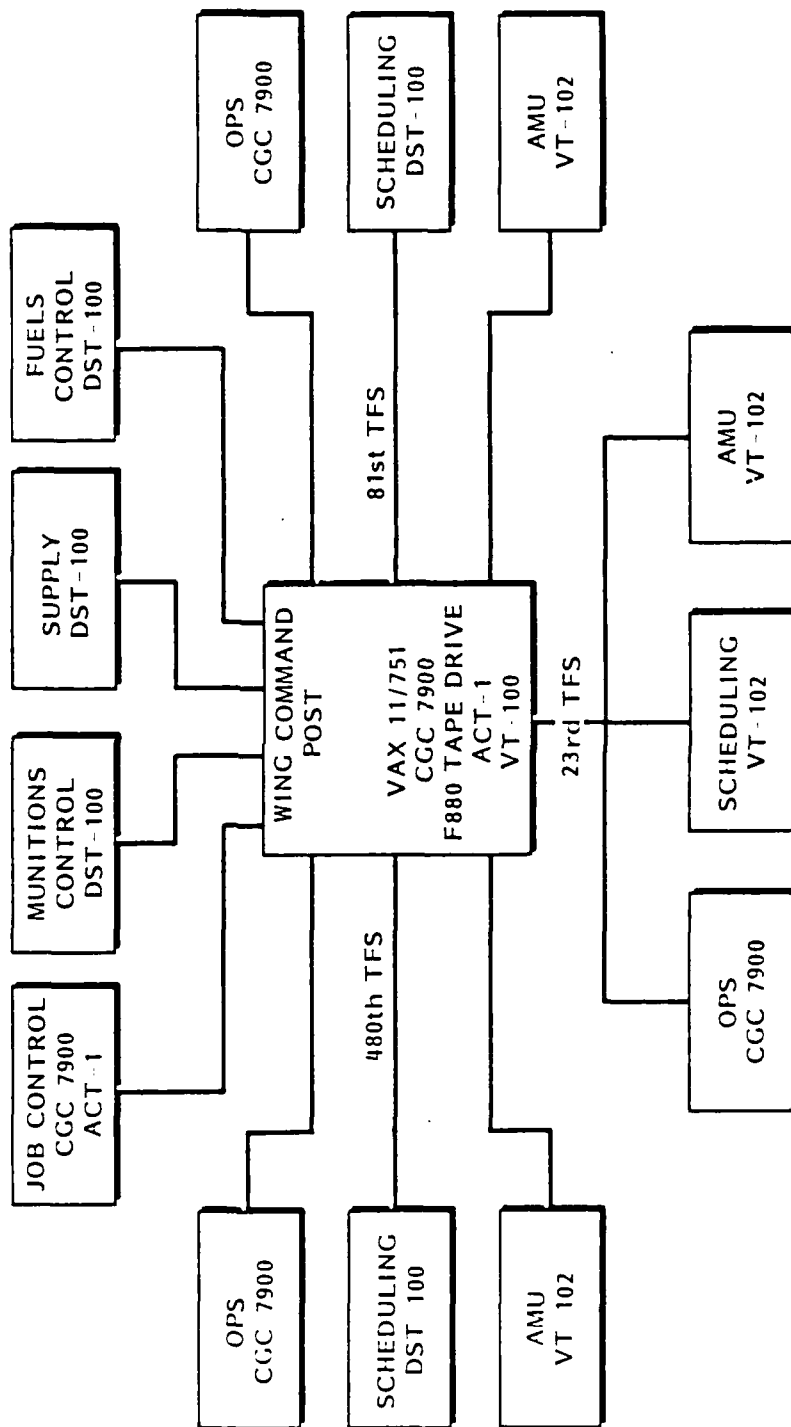 JOB CONTROL
CGC 7900
ACT-1
MUNITIONS
CONTROL
DST-100
SUPPLY
DST-100
FUELS
CONTROL
DST-100
OPS
CGC 7900
SCHEDULING
DST 100
AMU
VT 102
480th TFS
WING COMMAND
POST
VAX 11/751
CGC 7900
F880 TAPE DRIVE
ACT-1
VT-100
81st TFS
OPS
CGC 7900
SCHEDULING
DST-100
AMU
VT-102
23rd TFS
OPS
CGC 7900
SCHEDULING
VT-102
AMU
VT-102